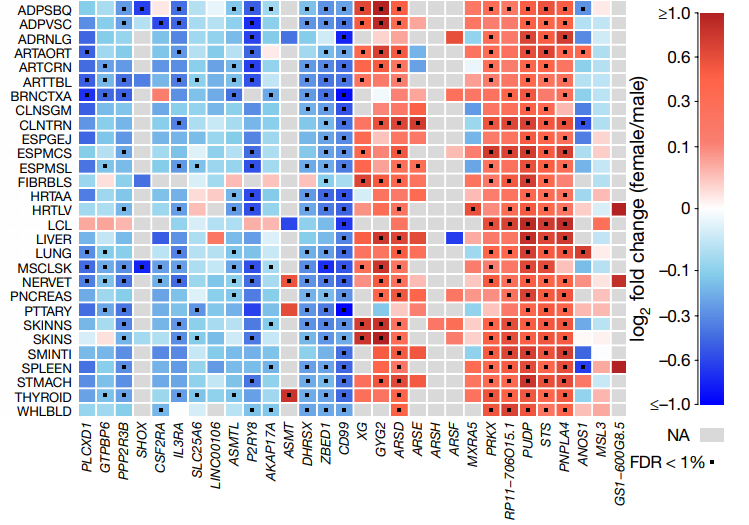 ADPSBQ
ADPVSC
ADRNLG
ARTAORT
ARTCRN
ARTTBL
BRNCTXA
CLNSGM
CLNTRN
ESPGEJ
ESPMCS
ESPMSL
FIBRBLS
HRTAA
HRTLV
LCL
LIVER
LUNG
MSCLSK
NERVET
PNCREAS
PTTARY
SKINNS
SKINS
SMINTI
SPLEEN
STMACH
THYROID
WHLBLD
PLCXD1
GTPBP6
PPP2R3B
SHOX
CSF2RA
IL3RA
SLC25A6
LINC00106
ASMTL
P2RY8
AKAP17A
ASMT
DHRSX
ZBED1
CD99
XG
GYG2
ARSD
ARSE
ARSH
ARSF
MXRA5
PRKX
RP11-706O15.1
PUDP
STS
PNPLA4
ANOS1
MSL3
GS1-600G8.5
log₂ fold change (female/male)
≥1.0
0.6
0.3
0.1
0
−0.1
−0.3
−0.6
≤−1.0
NA
FDR < 1%